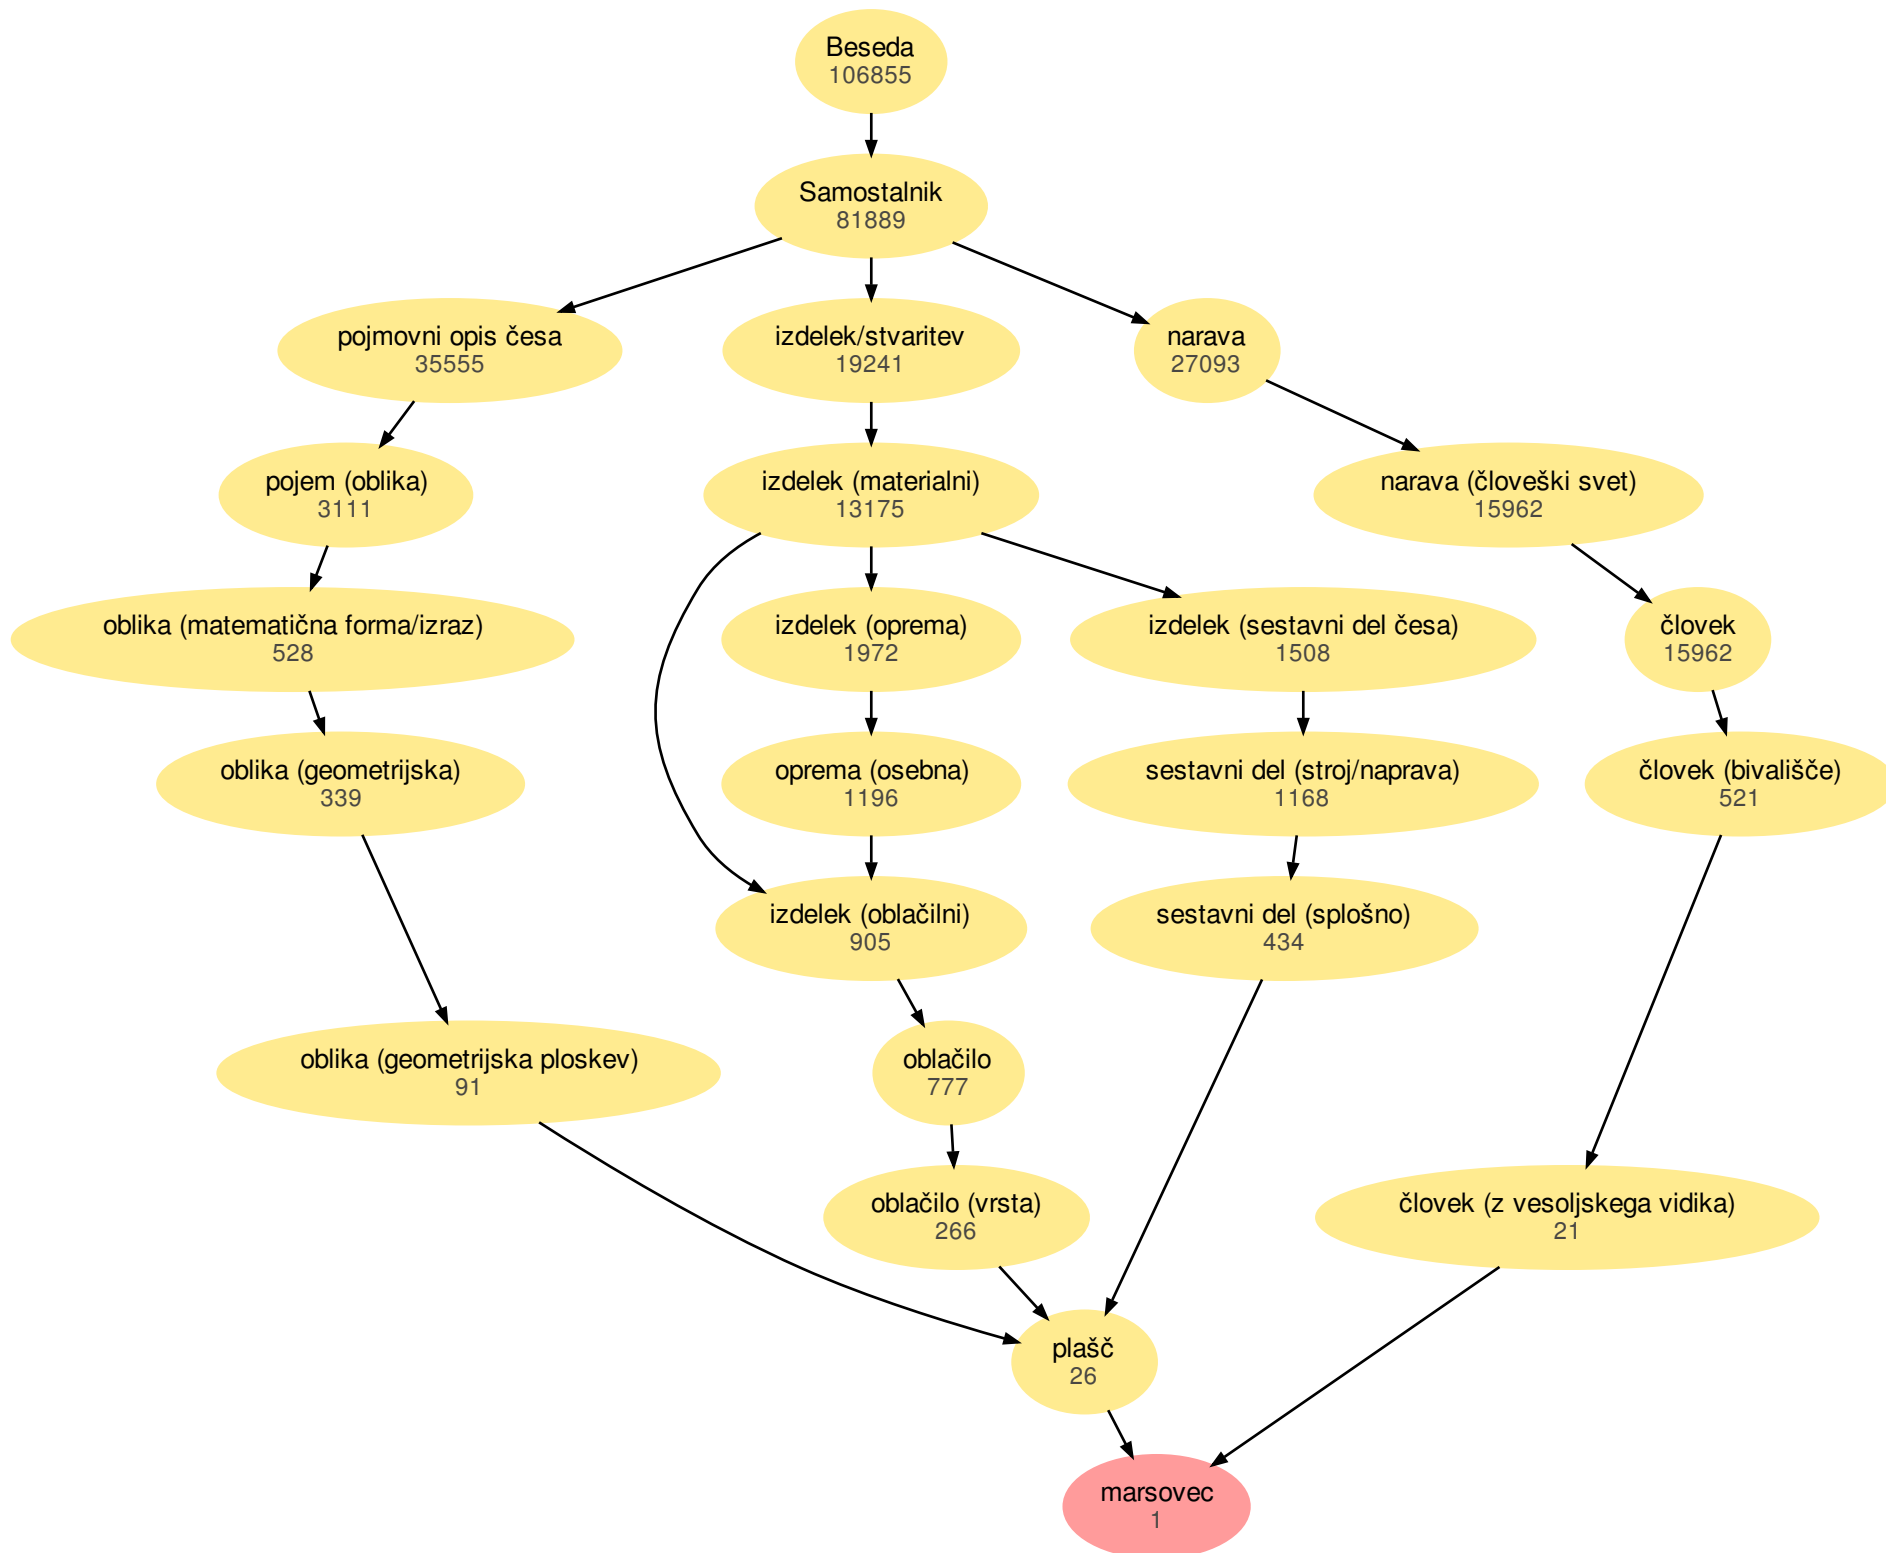 Beseda
106855
Samostalnik
81889
pojmovni opis česa
35555
izdelek/stvaritev
19241
narava
27093
pojem (oblika)
3111
izdelek (materialni)
13175
narava (človeški svet)
15962
oblika (matematična forma/izraz)
528
izdelek (oprema)
1972
izdelek (sestavni del česa)
1508
človek
15962
oblika (geometrijska)
339
oprema (osebna)
1196
sestavni del (stroj/naprava)
1168
človek (bivališče)
521
izdelek (oblačilni)
905
sestavni del (splošno)
434
oblika (geometrijska ploskev)
91
oblačilo
777
oblačilo (vrsta)
266
človek (z vesoljskega vidika)
21
plašč
26
marsovec
1